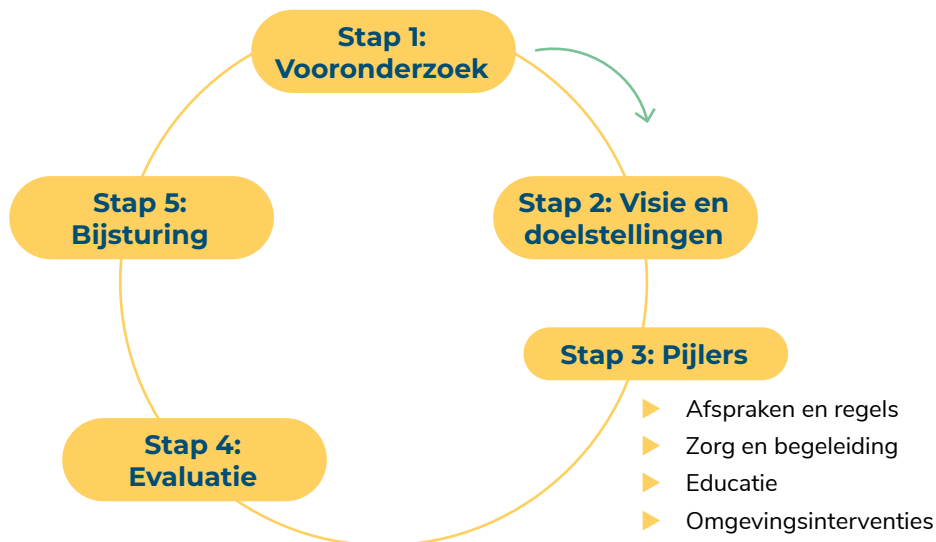 Stap 1:
Vooronderzoek
Stap 2: Visie en
doelstellingen
Stap 3: Pijlers
Afspraken en regels
Zorg en begeleiding
Educatie
Omgevingsinterventies
Stap 4:
Evaluatie
Stap 5:
Bijsturing